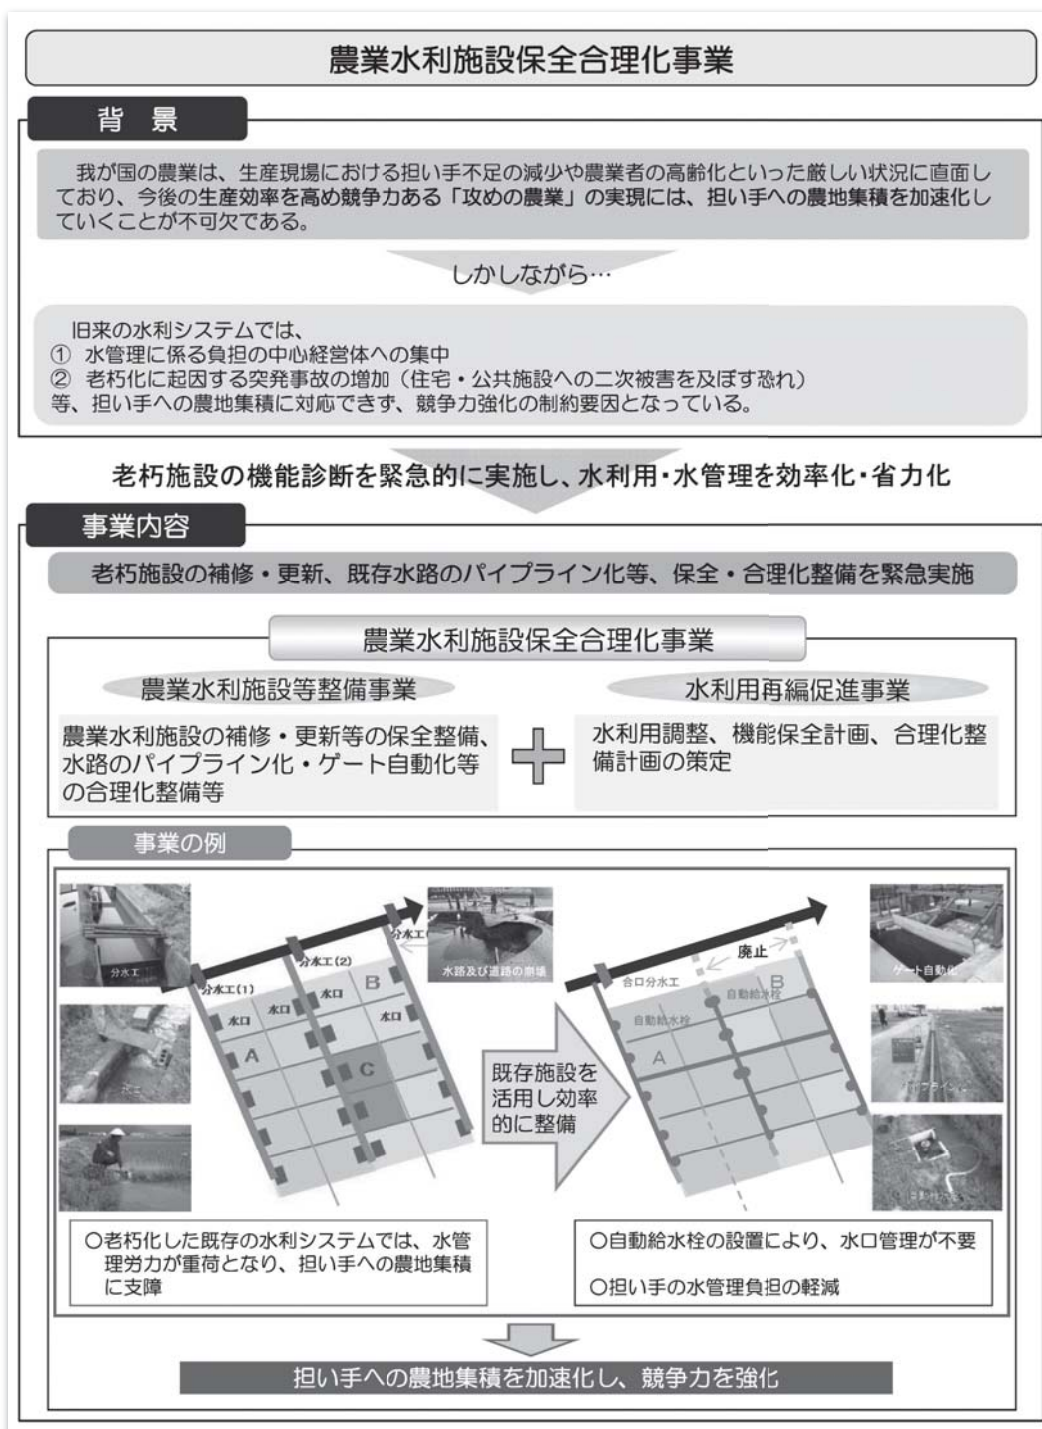 農業水利施設保全合理化事業
背 景
我が国の農業は、生産現場における担い手不足の減少や農業者の高齢化といった厳しい状況に直面し
ており、今後の生産効率を高め競争力ある「攻めの農業」の実現には、担い手への農地集積を加速化し
ていくことが不可欠である。
しかしながら…
旧来の水利システムでは、
① 水管理に係る負担の中心経営体への集中
② 老朽化に起因する突発事故の増加（住宅・公共施設への二次被害を及ぼす恐れ）
等、担い手への農地集積に対応できず、競争力強化の制約要因となっている。
老朽施設の機能診断を緊急的に実施し、水利用・水管理を効率化・省力化
事業内容
老朽施設の補修・更新、既存水路のパイプライン化等、保全・合理化整備を緊急実施
農業水利施設保全合理化事業
農業水利施設等整備事業
農業水利施設の補修・更新等の保全整備、
水路のパイプライン化・ゲート自動化等
の合理化整備等
水利用再編促進事業
水利用調整、機能保全計画、合理化整
備計画の策定
事業の例
分水工
分水工(1)
分水工(2)
分水工(
水口
水口
水口
水口
A
B
C
水路及び道路の崩壊
既存施設を
活用し効率
的に整備
廃止
合口分水工
自動給水栓
自動給水栓
A
B
ゲート自動化
○老朽化した既存の水利システムでは、水管
理労力が重荷となり、担い手への農地集積
に支障
○自動給水栓の設置により、水口管理が不要
○担い手の水管理負担の軽減
担い手への農地集積を加速化し、競争力を強化